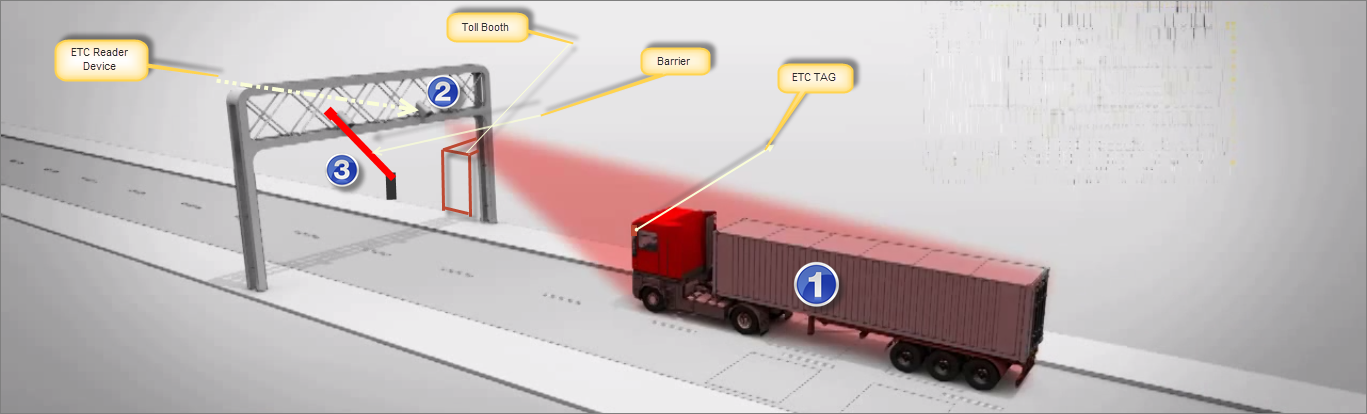 Toll Booth
ETC Reader
Device
Barrier
ETC TAG
2
3
1